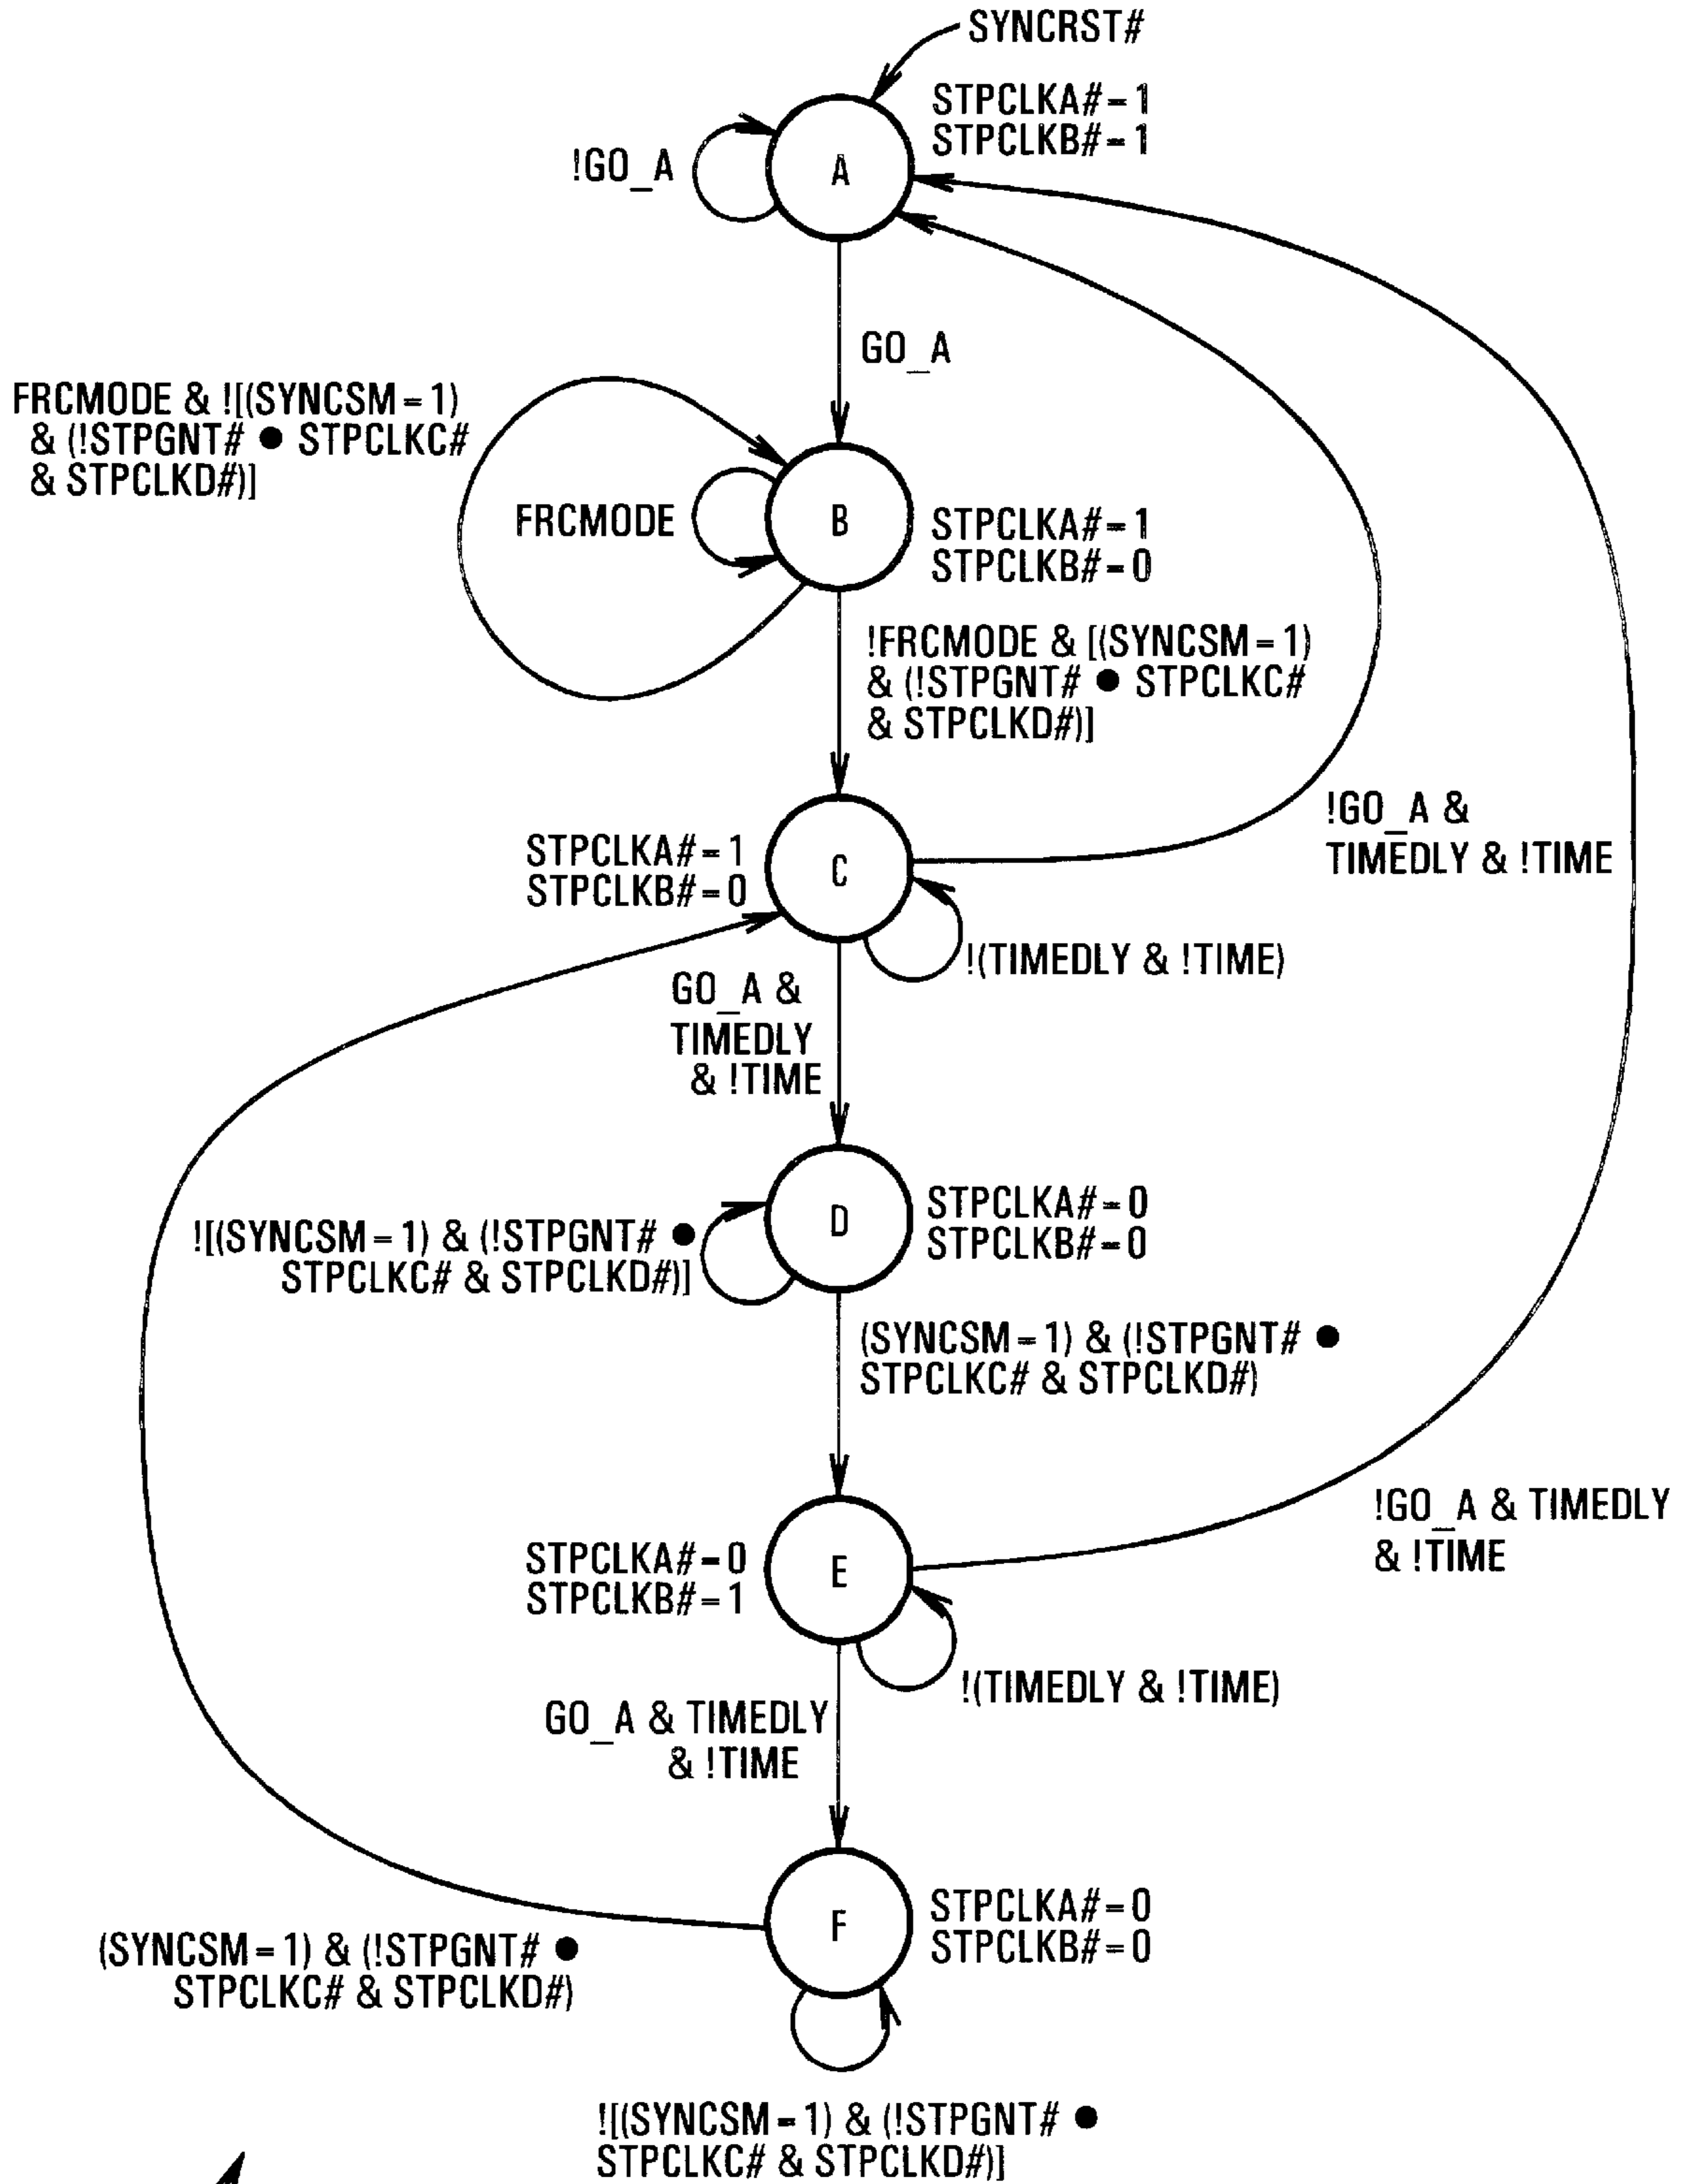 SYNCRST#
STPCLKA#=1
STPCLKB#=1
!GO_A
A
GO_A
FRCMODE & ![(SYNCSM=1)
& (!STPGNT# ● STPCLKC#
& STPCLKD#)]
FRCMODE
B
STPCLKA#=1
STPCLKB#=0
!FRCMODE & [(SYNCSM=1)
& (!STPGNT# ● STPCLKC#
& STPCLKD#)]
!GO_A &
TIMEDLY & !TIME
STPCLKA#=1
STPCLKB#=0
C
!(TIMEDLY & !TIME)
GO_A &
TIMEDLY
& !TIME
D
STPCLKA#=0
STPCLKB#=0
![(SYNCSM=1) & (!STPGNT# ●
STPCLKC# & STPCLKD#)]
(SYNCSM=1) & (!STPGNT# ●
STPCLKC# & STPCLKD#)
!GO_A & TIMEDLY
& !TIME
STPCLKA#=0
STPCLKB#=1
E
!(TIMEDLY & !TIME)
GO_A & TIMEDLY
& !TIME
F
STPCLKA#=0
STPCLKB#=0
(SYNCSM=1) & (!STPGNT# ●
STPCLKC# & STPCLKD#)
![(SYNCSM=1) & (!STPGNT# ●
STPCLKC# & STPCLKD#)]